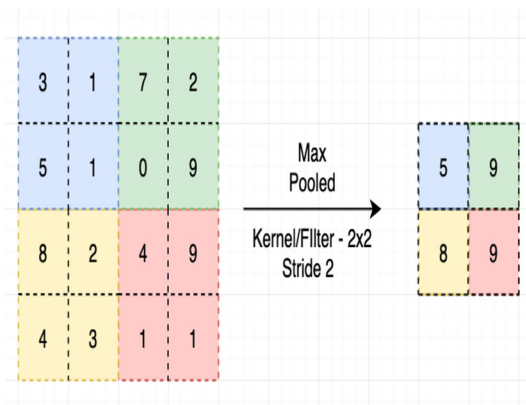 3 1 7 2
5 1 0 9
8 2 4 9
4 3 1 1
Max
Pooled
Kernel/FIlter - 2x2
Stride 2
5 9
8 9